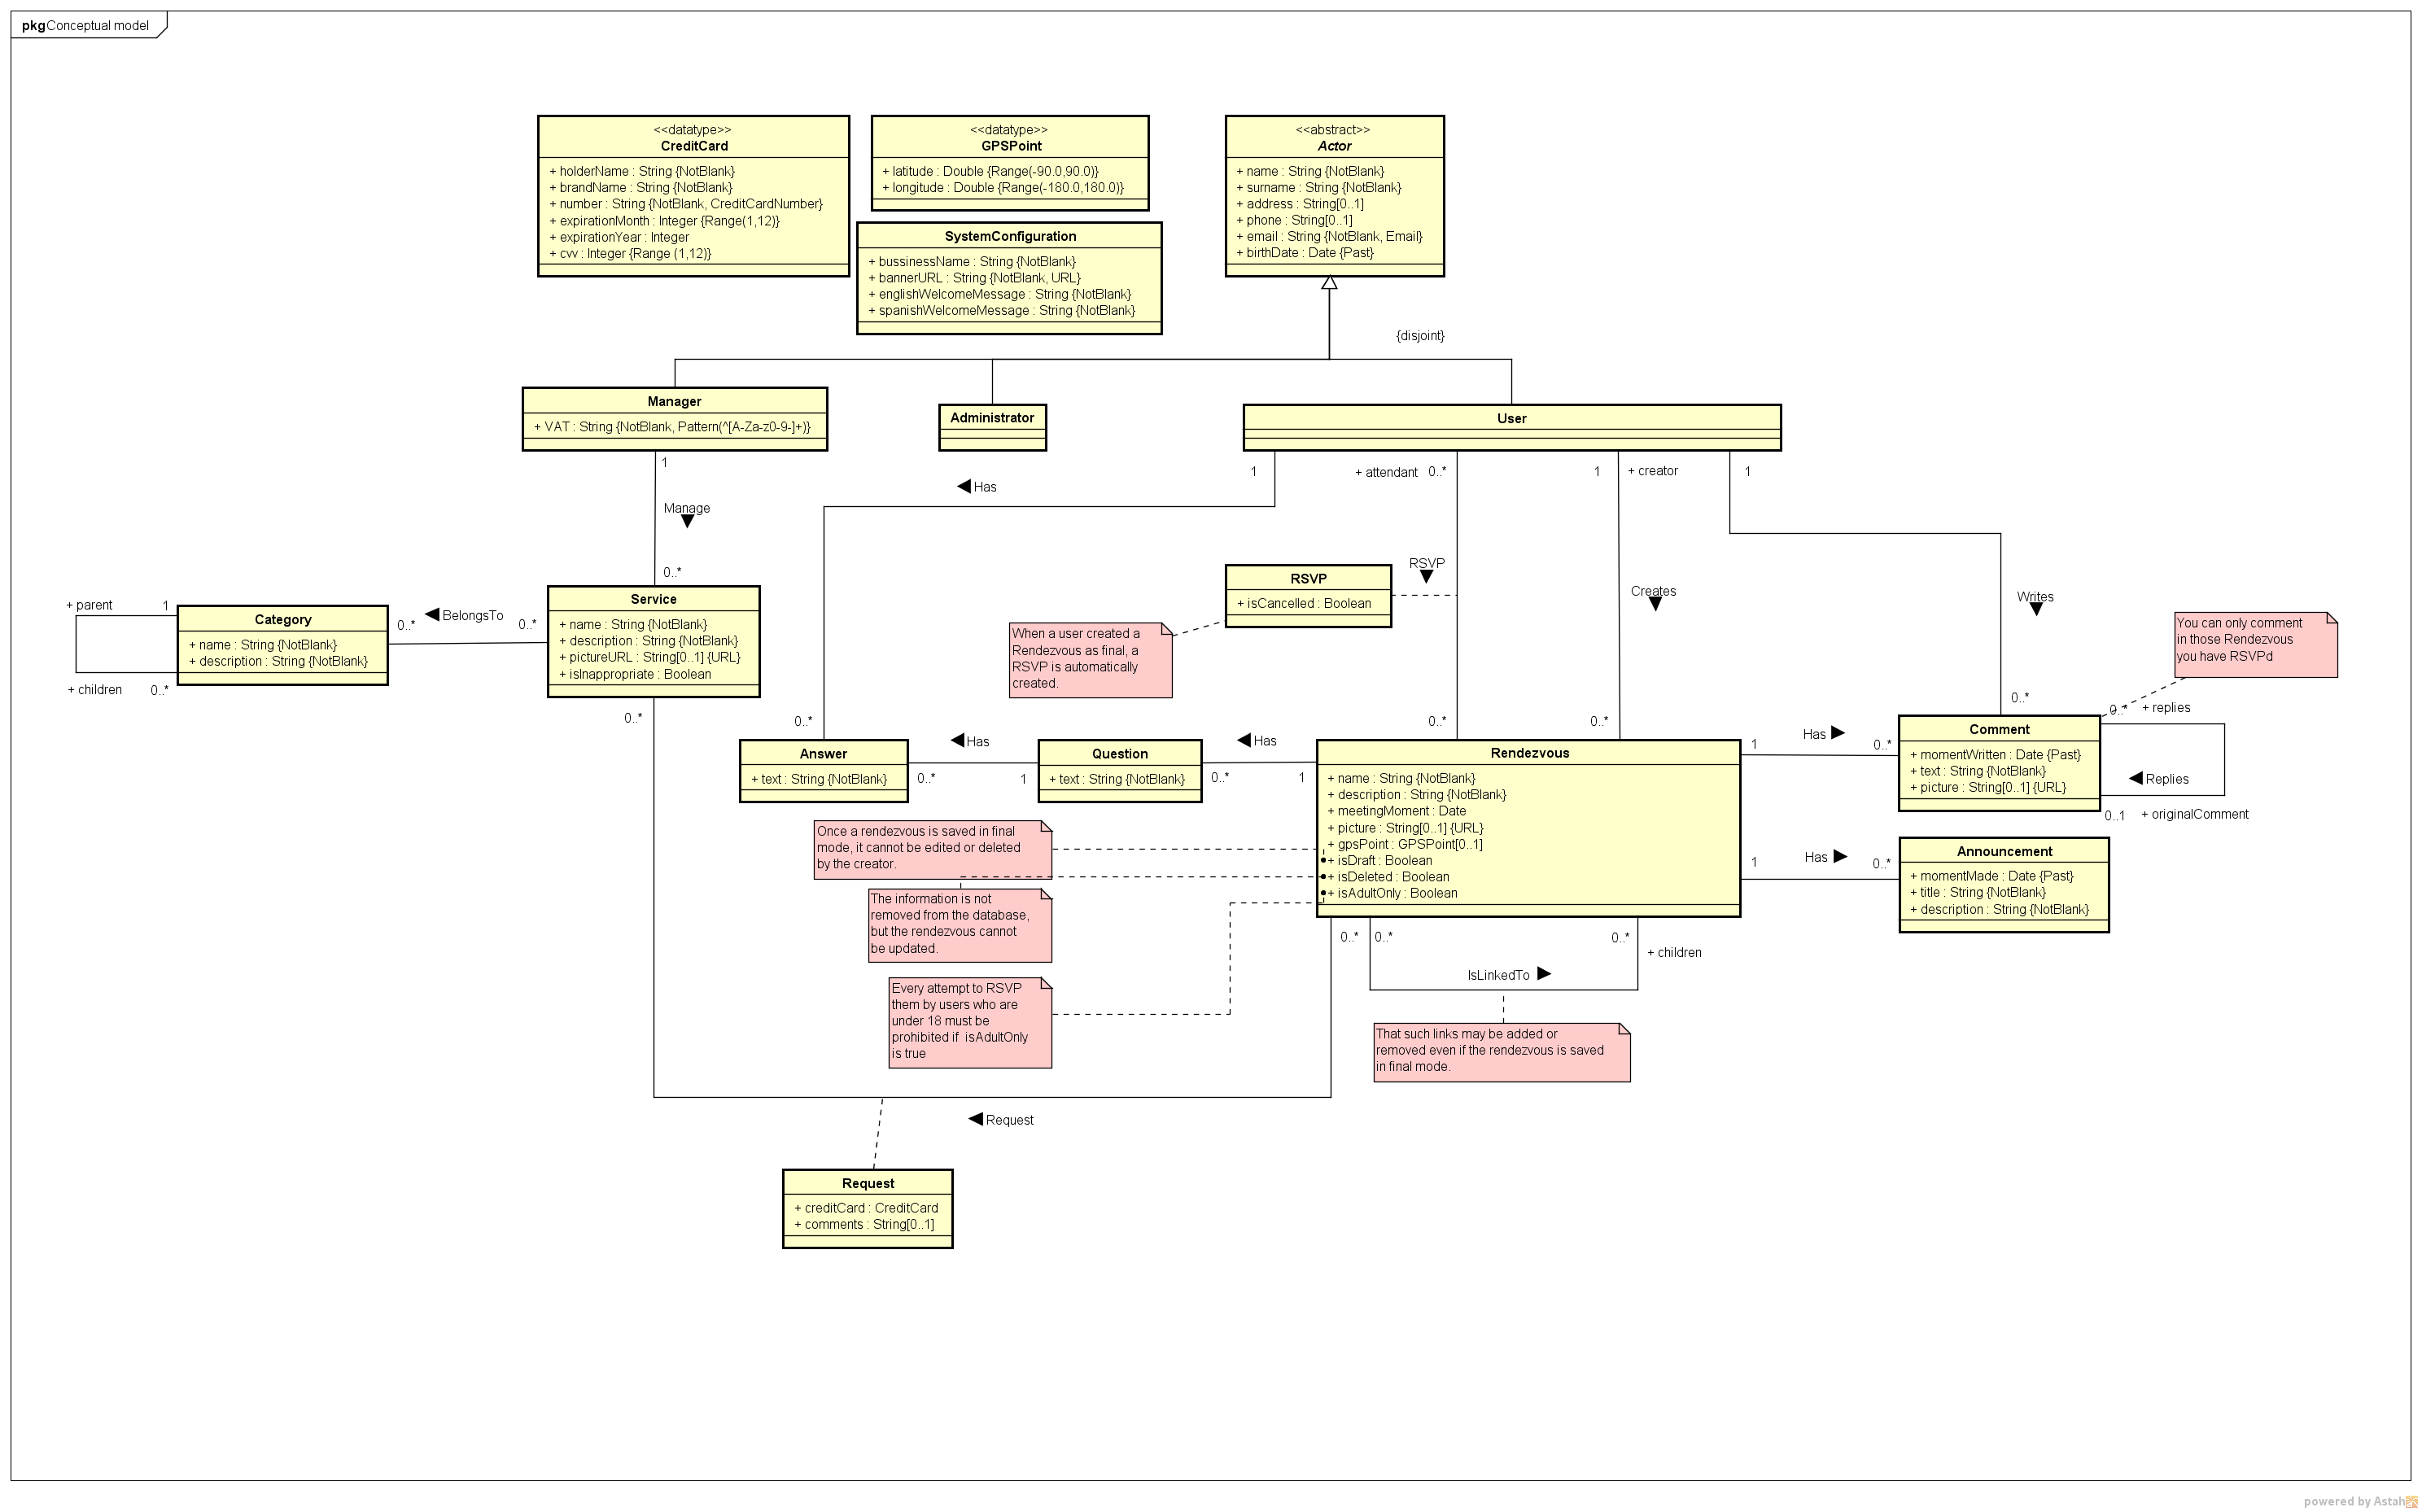 pkg Conceptual model
<<datatype>>
CreditCard
+ holderName : String {NotBlank}
+ brandName : String {NotBlank}
+ number : String {NotBlank, CreditCardNumber}
+ expirationMonth : Integer {Range(1,12)}
+ expirationYear : Integer
+ cvv : Integer {Range (1,12)}
<<datatype>>
GPSPoint
+ latitude : Double {Range(-90.0,90.0)}
+ longitude : Double {Range(-180.0,180.0)}
SystemConfiguration
+ bussinessName : String {NotBlank}
+ bannerURL : String {NotBlank, URL}
+ englishWelcomeMessage : String {NotBlank}
+ spanishWelcomeMessage : String {NotBlank}
<<abstract>>
Actor
+ name : String {NotBlank}
+ surname : String {NotBlank}
+ address : String[0..1]
+ phone : String[0..1]
+ email : String {NotBlank, Email}
+ birthDate : Date {Past}
{disjoint}
Manager
+ VAT : String {NotBlank, Pattern(^[A-Za-z0-9-]+)}
Administrator
User
1
Manage
0..*
1
◀ Has
0..*
+ attendant 0..*
RSVP
0..*
1 + creator
Creates
0..*
1
Writes
0..*
RSVP
+ isCancelled : Boolean
When a user created a
Rendezvous as final, a
RSVP is automatically
created.
You can only comment
in those Rendezvous
you have RSVPd
+ parent 1
+ children 0..*
Category
+ name : String {NotBlank}
+ description : String {NotBlank}
0..* ◀ BelongsTo 0..*
Service
+ name : String {NotBlank}
+ description : String {NotBlank}
+ pictureURL : String[0..1] {URL}
+ isInappropriate : Boolean
0..*
Answer
+ text : String {NotBlank}
◀ Has
0..* 1
Question
+ text : String {NotBlank}
◀ Has
0..* 1
Rendezvous
+ name : String {NotBlank}
+ description : String {NotBlank}
+ meetingMoment : Date
+ picture : String[0..1] {URL}
+ gpsPoint : GPSPoint[0..1]
+ isDraft : Boolean
+ isDeleted : Boolean
+ isAdultOnly : Boolean
1 Has ▶ 0..*
Comment
+ momentWritten : Date {Past}
+ text : String {NotBlank}
+ picture : String[0..1] {URL}
0..* + replies
◀ Replies
0..1 + originalComment
1 Has ▶ 0..*
Announcement
+ momentMade : Date {Past}
+ title : String {NotBlank}
+ description : String {NotBlank}
Once a rendezvous is saved in final
mode, it cannot be edited or deleted
by the creator.
The information is not
removed from the database,
but the rendezvous cannot
be updated.
Every attempt to RSVP
them by users who are
under 18 must be
prohibited if isAdultOnly
is true
0..* 0..* 0..*
+ children
IsLinkedTo ▶
That such links may be added or
removed even if the rendezvous is saved
in final mode.
◀ Request
Request
+ creditCard : CreditCard
+ comments : String[0..1]
powered by Astah